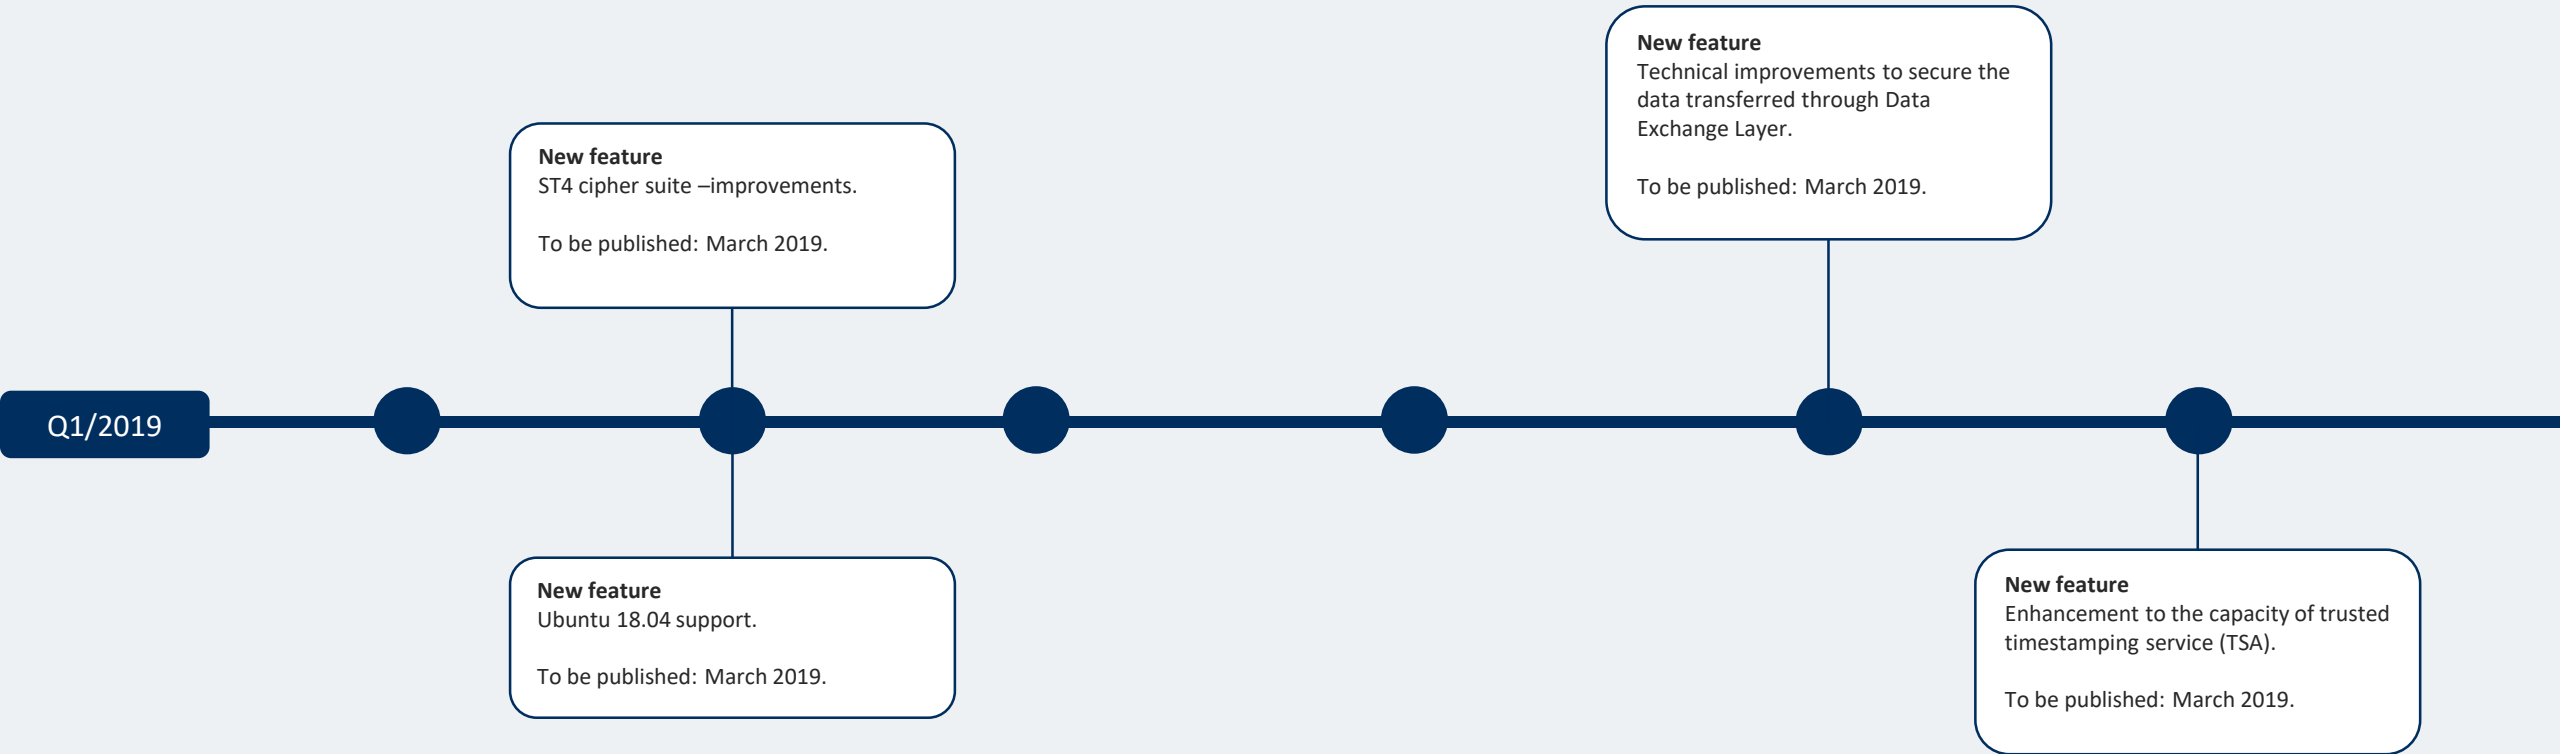 Q1/2019
New feature
ST4 cipher suite –improvements.
To be published: March 2019.
New feature
Ubuntu 18.04 support.
To be published: March 2019.
New feature
Technical improvements to secure the
data transferred through Data
Exchange Layer.
To be published: March 2019.
New feature
Enhancement to the capacity of trusted
timestamping service (TSA).
To be published: March 2019.